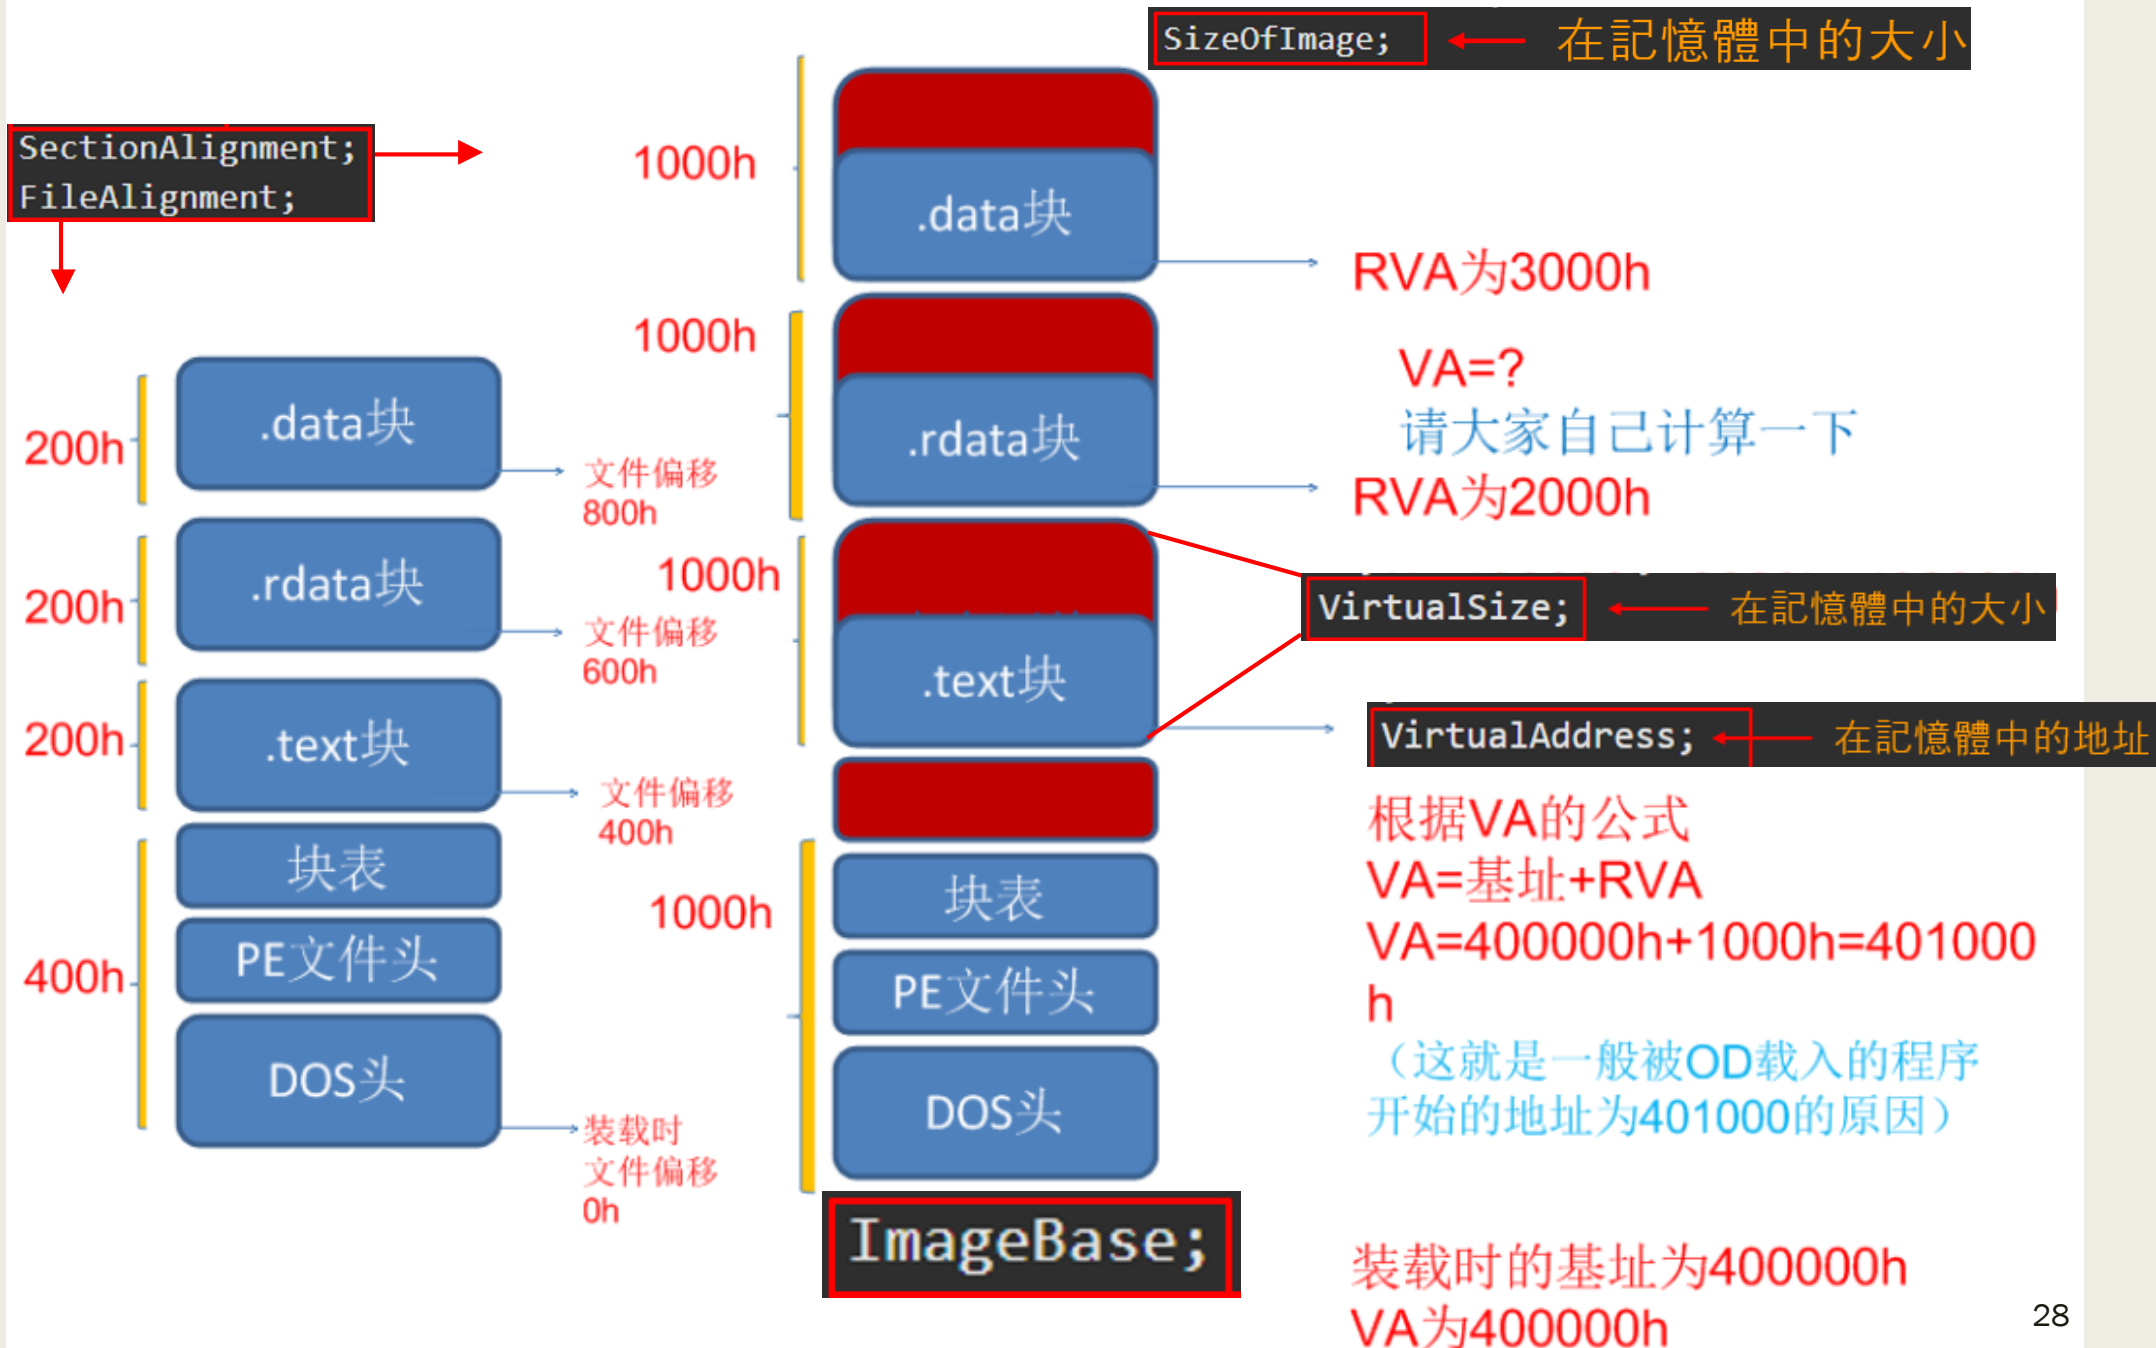 SizeOfImage;
在記憶體中的大小
SectionAlignment;
FileAlignment;
1000h
.data块
RVA为3000h
1000h
VA=?
请大家自己计算一下
.rdata块
RVA为2000h
200h
.data块
文件偏移
800h
200h
.rdata块
文件偏移
600h
1000h
.text块
VirtualSize;
在記憶體中的大小
200h
.text块
文件偏移
400h
VirtualAddress;
在記憶體中的地址
400h
块表
PE文件头
DOS头
装载时
文件偏移
0h
1000h
块表
PE文件头
DOS头
ImageBase;
根据VA的公式
VA=基址+RVA
VA=400000h+1000h=401000
h
（这就是一般被OD载入的程序
开始的地址为401000的原因）
装载时的基址为400000h
VA为400000h
28